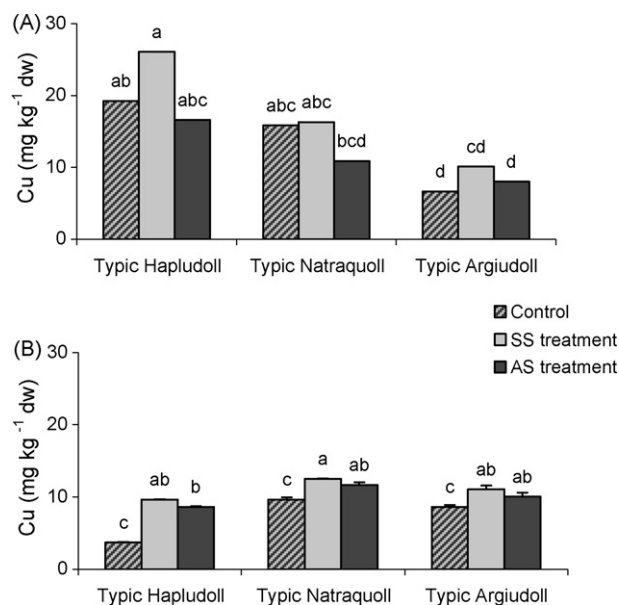 (A)
Cu (mg kg⁻¹ dw)
30
20
10
0
ab a abc
abc abc bcd
d cd d
Typic Hapludoll Typic Natraquoll Typic Argiudoll
Control
SS treatment
AS treatment
(B)
Cu (mg kg⁻¹ dw)
30
20
10
0
c ab b
c a ab
c ab ab
Typic Hapludoll Typic Natraquoll Typic Argiudoll